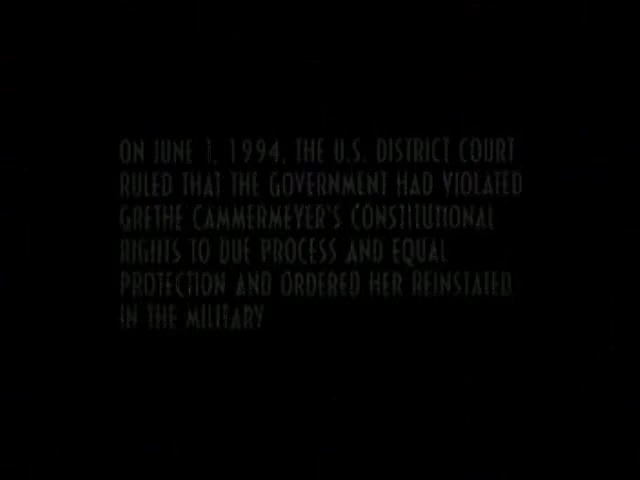 ON JUNE 1, 1994, THE U.S. DISTRICT COURT
RULED THAT THE GOVERNMENT HAD VIOLATED
GRETHE CAMMERMEYER'S CONSTITUTIONAL
RIGHTS TO DUE PROCESS AND EQUAL
PROTECTION AND ORDERED HER REINSTATED
IN THE MILITARY